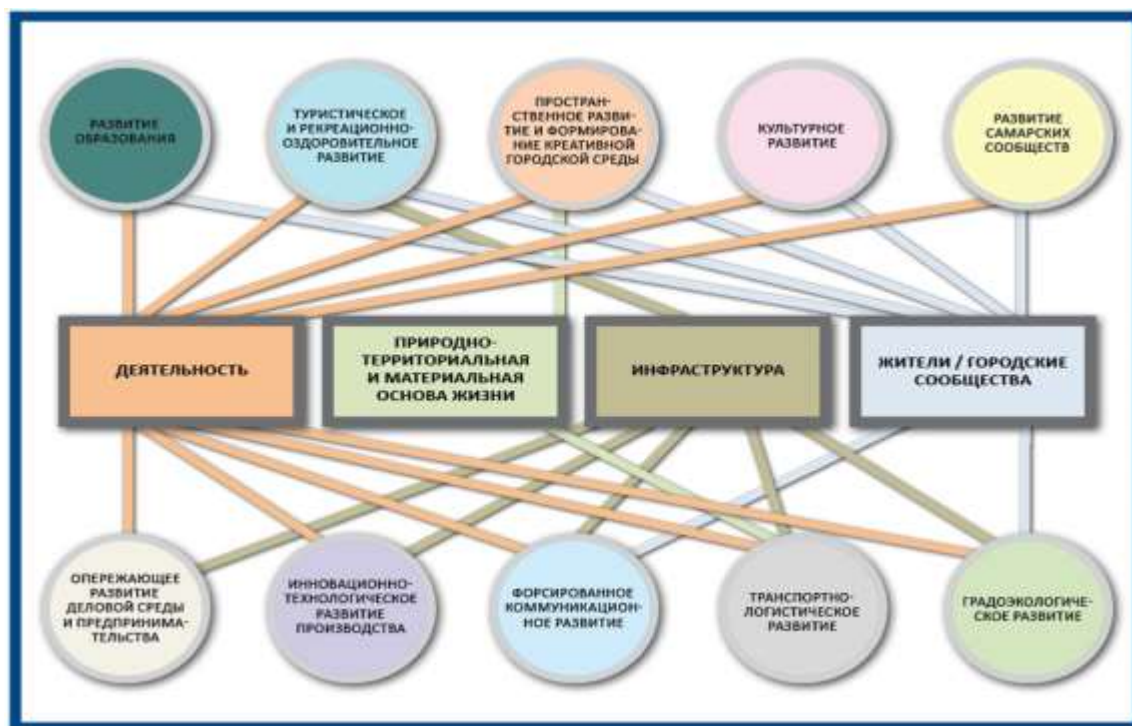 РАЗВИТИЕ
ОБРАЗОВАНИЯ
ТУРИСТИЧЕСКОЕ
И РЕКРЕАЦИОННО-
ОЗДОРОВИТЕЛЬНОЕ
РАЗВИТИЕ
ПРОСТРАН-
СТВЕННОЕ РАЗВИ-
ТИЕ И ФОРМИРОВА-
НИЕ КРЕАТИВНОЙ
ГОРОДСКОЙ СРЕДЫ
КУЛЬТУРНОЕ
РАЗВИТИЕ
РАЗВИТИЕ
САМАРСКИХ
СООБЩЕСТВ
ДЕЯТЕЛЬНОСТЬ
ПРИРОДНО-
ТЕРРИТОРИАЛЬНАЯ
И МАТЕРИАЛЬНАЯ
ОСНОВА ЖИЗНИ
ИНФРАСТРУКТУРА
ЖИТЕЛИ / ГОРОДСКИЕ
СООБЩЕСТВА
ОПЕРЕЖАЮЩЕЕ
РАЗВИТИЕ
ДЕЛОВОЙ СРЕДЫ
И ПРЕДПРИНИМА-
ТЕЛЬСТВА
ИННОВАЦИОННО-
ТЕХНОЛОГИЧЕСКОЕ
РАЗВИТИЕ
ПРОИЗВОДСТВА
ФОРСИРОВАННОЕ
КОММУНИКАЦИОН-
НОЕ РАЗВИТИЕ
ТРАНСПОРТНО-
ЛОГИСТИЧЕСКОЕ
РАЗВИТИЕ
ГРАДОЭКОЛОГИЧЕ-
СКОЕ РАЗВИТИЕ